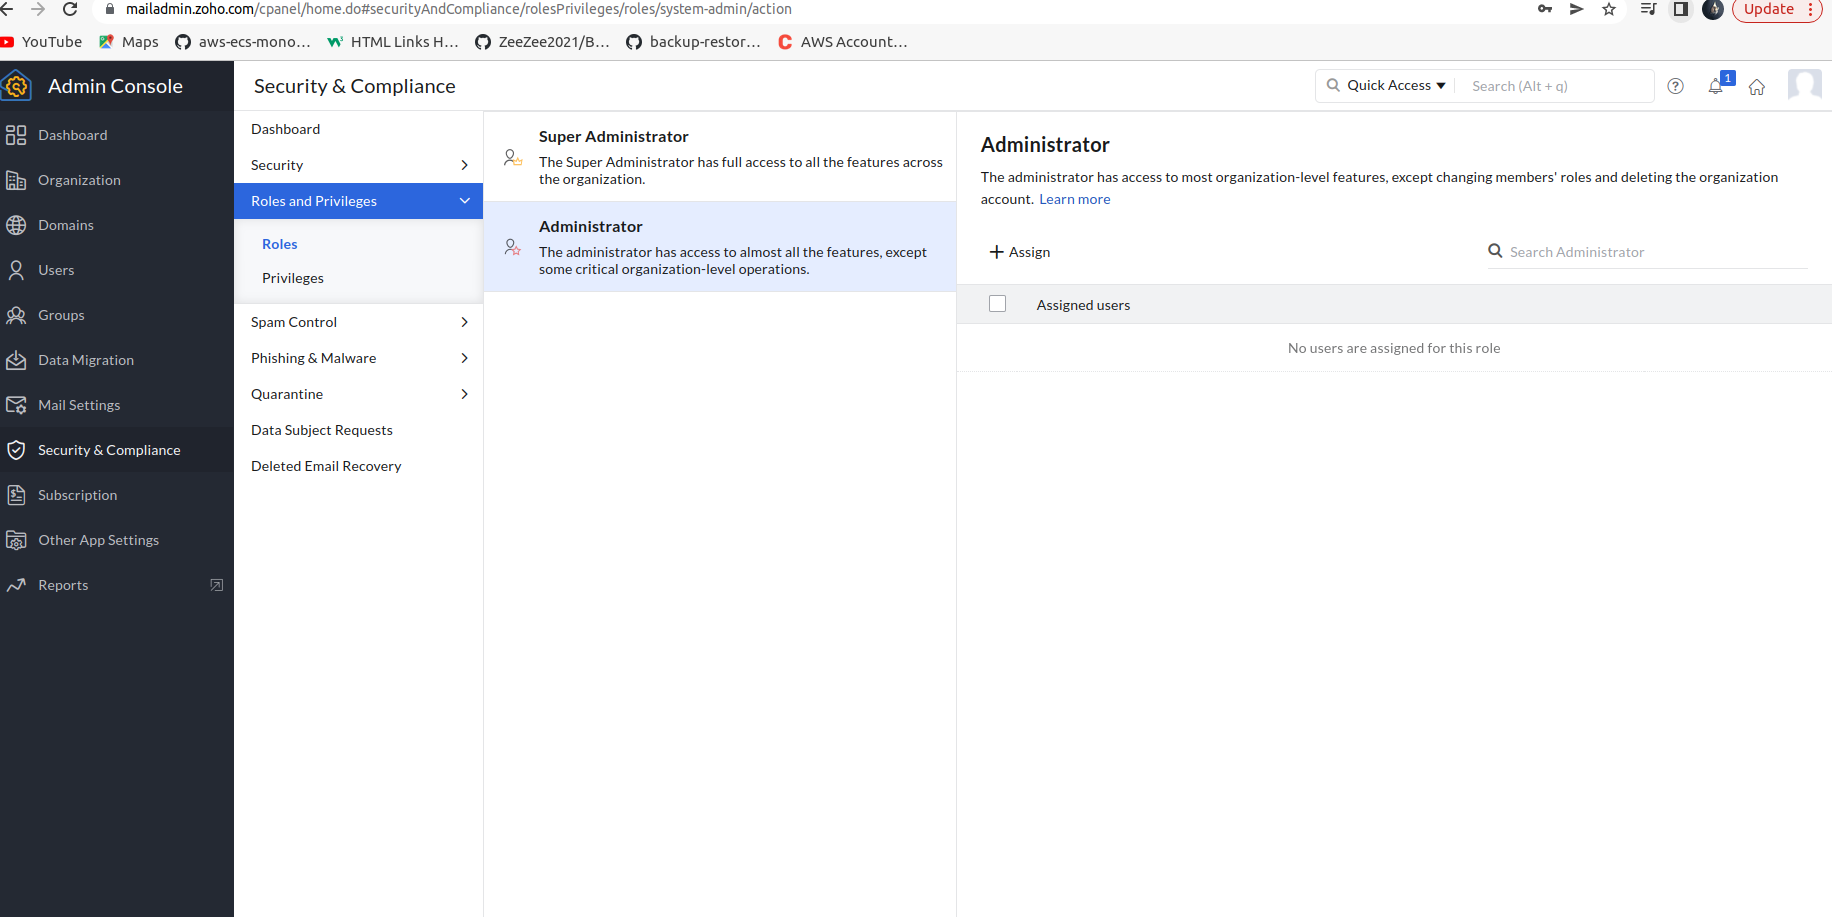 mailadmin.zoho.com/cpanel/home.do#securityAndCompliance/rolesPrivileges/roles/system-admin/action
Update
YouTube
Maps
aws-ecs-mono...
HTML Links H...
ZeeZee2021/B...
backup-restor...
AWS Account...
Admin Console
Security & Compliance
Quick Access
Search (Alt + q)
1
Dashboard
Organization
Domains
Users
Groups
Data Migration
Mail Settings
Security & Compliance
Subscription
Other App Settings
Reports
Dashboard
Security
Roles and Privileges
Roles
Privileges
Spam Control
Phishing & Malware
Quarantine
Data Subject Requests
Deleted Email Recovery
Super Administrator
The Super Administrator has full access to all the features across
the organization.
Administrator
The administrator has access to almost all the features, except
some critical organization-level operations.
Administrator
The administrator has access to most organization-level features, except changing members' roles and deleting the organization
account. Learn more
Assign
Search Administrator
Assigned users
No users are assigned for this role